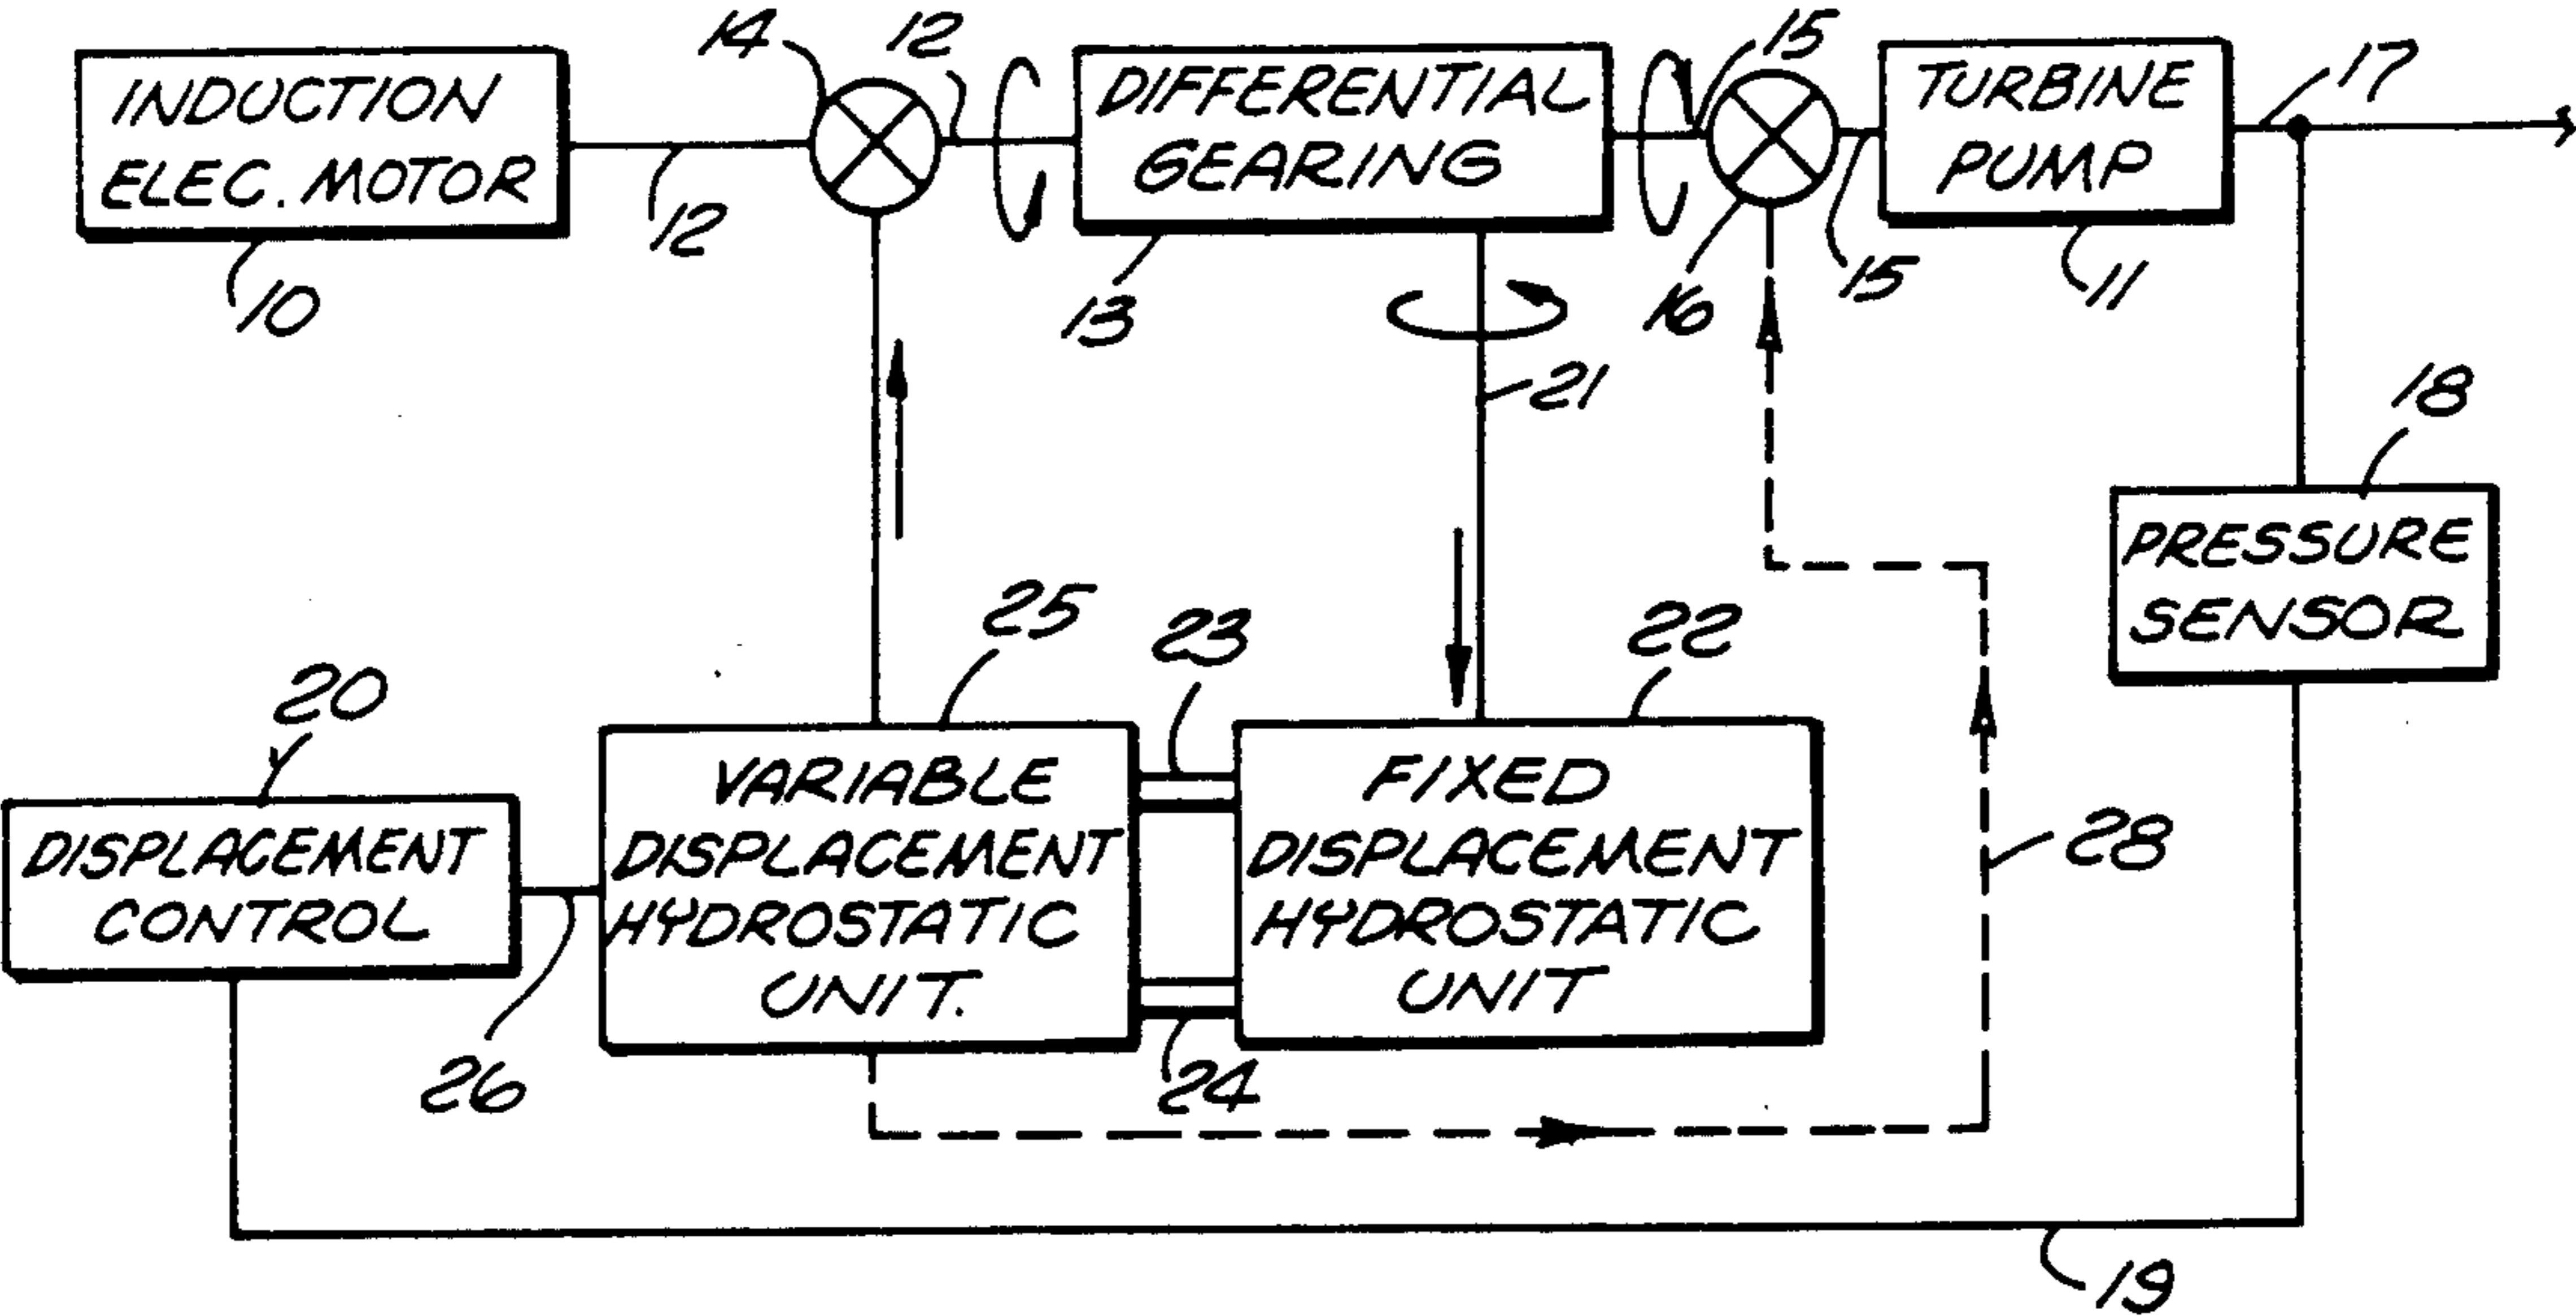 14
12
15
17
INDUCTION
ELEC. MOTOR
DIFFERENTIAL
GEARING
TURBINE
PUMP
12
10
13
16
15
11
21
18
PRESSURE
SENSOR
25
23
22
20
VARIABLE
DISPLACEMENT
HYDROSTATIC
UNIT.
FIXED
DISPLACEMENT
HYDROSTATIC
UNIT
DISPLACEMENT
CONTROL
28
26
24
19